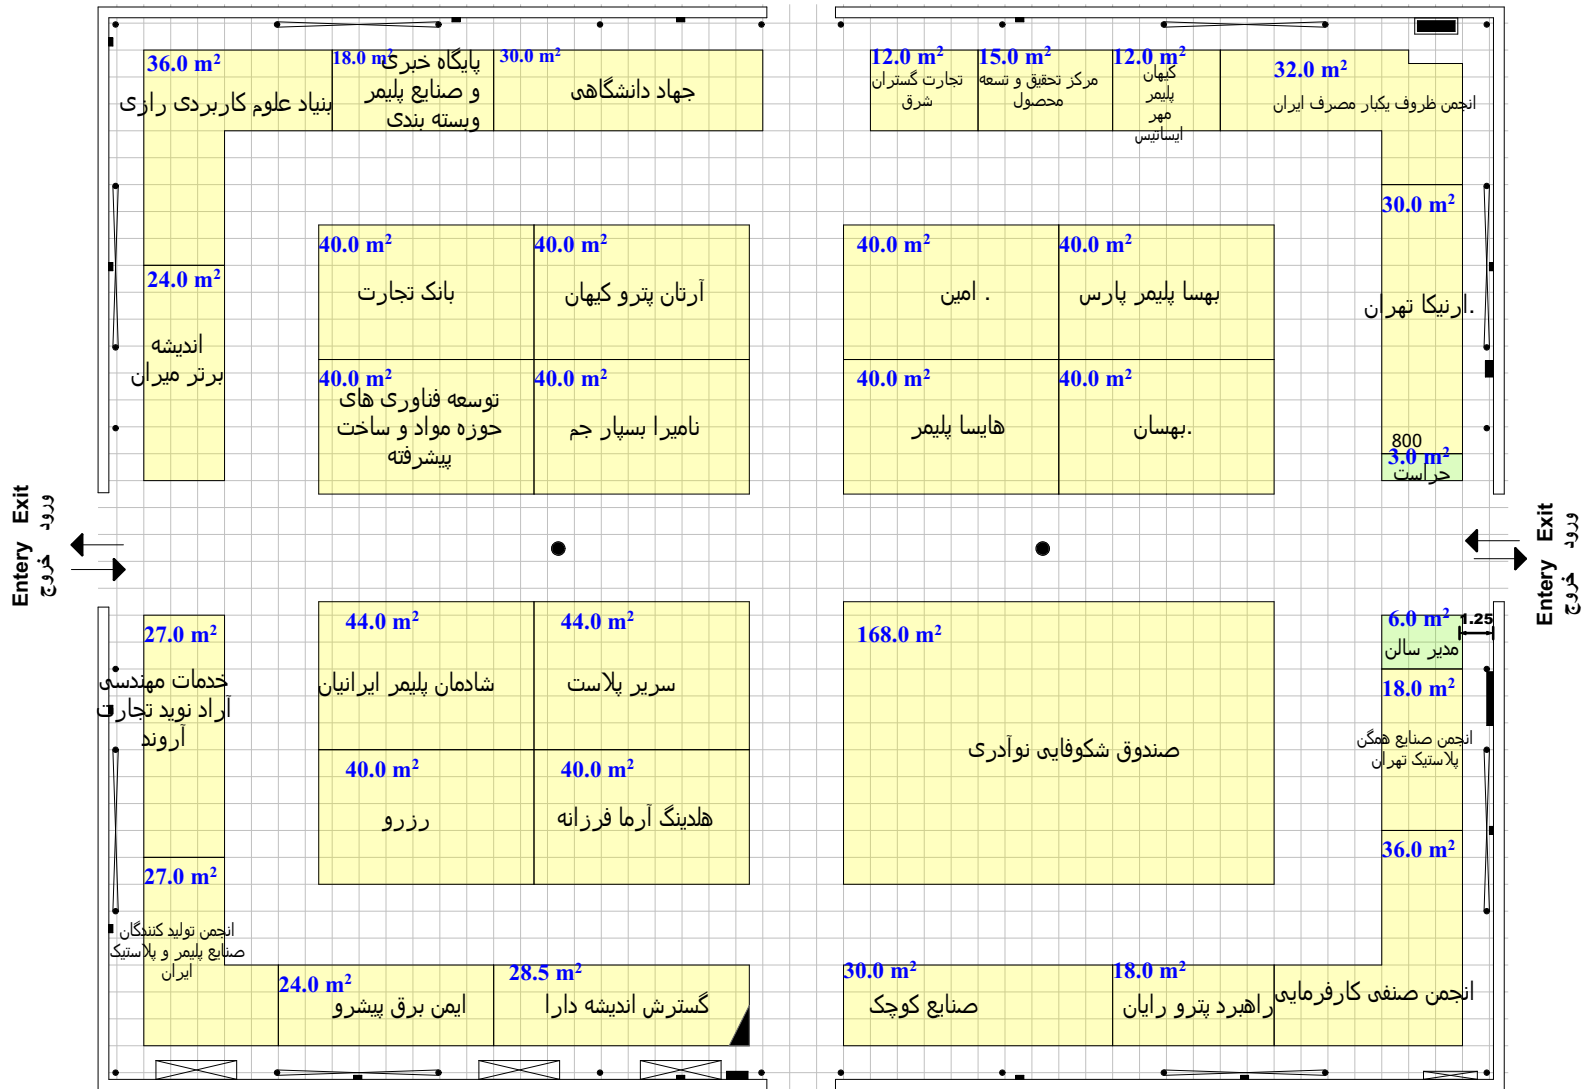 36.0 m²
بنیاد علوم کاربردی رازی
18.0 m²
پایگاه خبری
و صنایع پلیمر
وبسته بندی
30.0 m²
جهاد دانشگاهی
12.0 m²
تجارت گستران
شرق
15.0 m²
مرکز تحقیق و تسعه
محصول
12.0 m²
کیهان
پلیمر
مهر
ایساتیس
32.0 m²
انجمن ظروف یکبار مصرف ایران
24.0 m²
اندیشه
برتر میران
40.0 m²
بانک تجارت
40.0 m²
آرتان پترو کیهان
40.0 m²
توسعه فناوری های
حوزه مواد و ساخت
پیشرفته
40.0 m²
نامیرا بسپار جم
40.0 m²
امین .
40.0 m²
بهسا پلیمر پارس
40.0 m²
هایسا پلیمر
40.0 m²
بهسان.
30.0 m²
ارنیکا تهران.
800
3.0 m²
حراست
Entery Exit
ورود خروج
Entery Exit
ورود خروج
27.0 m²
خدمات مهندسی
آراد نوید تجارت
آروند
44.0 m²
شادمان پلیمر ایرانیان
44.0 m²
سریر پلاست
40.0 m²
رزرو
40.0 m²
هلدینگ آرما فرزانه
168.0 m²
صندوق شکوفایی نوآدری
6.0 m²
مدیر سالن
1.25
18.0 m²
انجمن صنایع همگن
پلاستیک تهران
36.0 m²
انجمن صنفی کارفرمایی
27.0 m²
انجمن تولید کنندگان
صنایع پلیمر و پلاستیک
ایران
24.0 m²
ایمن برق پیشرو
28.5 m²
گسترش اندیشه دارا
30.0 m²
صنایع کوچک
18.0 m²
راهبرد پترو رایان